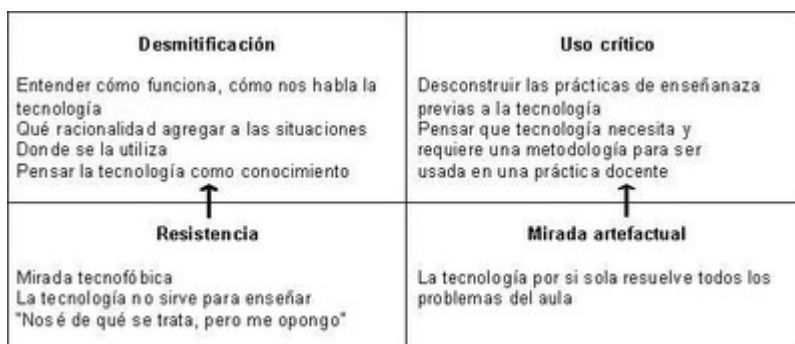 Desmitificación
Entender cómo funciona, cómo nos habla la
tecnología
Qué racionalidad agregar a las situaciones
Donde se la utiliza
Pensar la tecnología como conocimiento
Uso crítico
Desconstruir las prácticas de enseñanaza
previas a la tecnología
Pensar que tecnología necesita y
requiere una metodología para ser
usada en una práctica docente
Resistencia
Mirada tecnofóbica
La tecnología no sirve para enseñar
"Nosé de qué se trata, pero me opongo"
Mirada artefactual
La tecnología por si sola resuelve todos los
problemas del aula